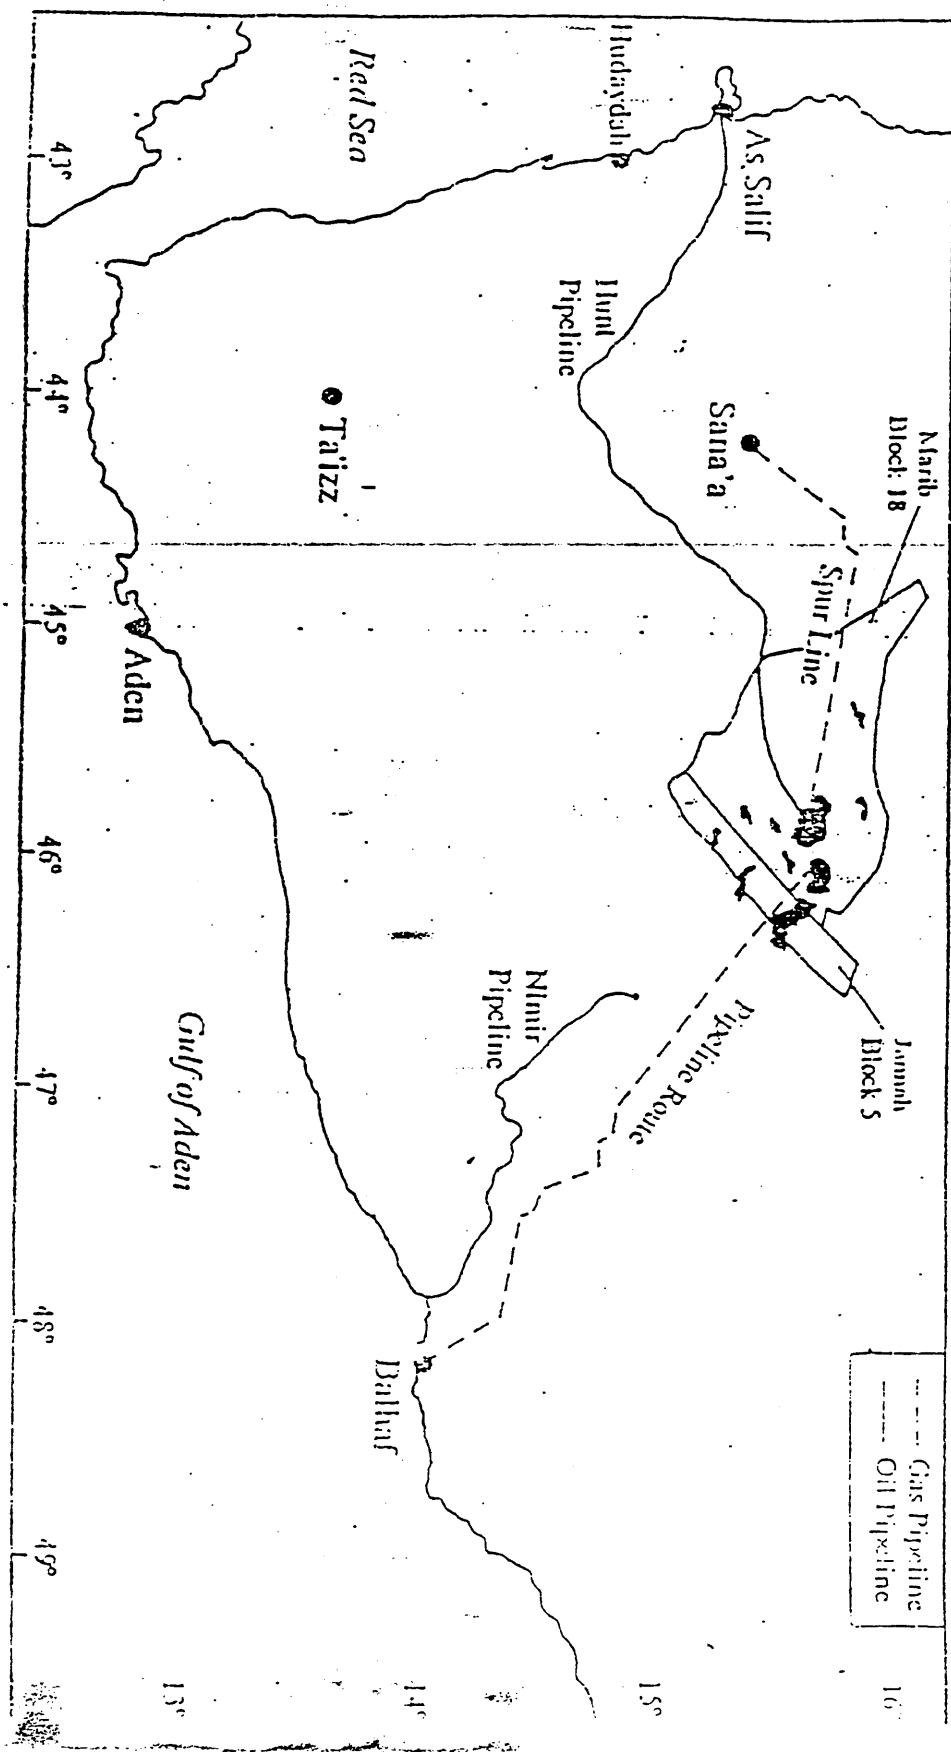 Marib
Block 18
Jannah
Block 5
--- Gas Pipeline
—— Oil Pipeline
As Salif
Hudaydah
Sana'a
Spur Line
Pipeline Route
Hunt
Pipeline
Nimir
Pipeline
Red Sea
Ta'izz
Aden
Balhaf
Gulf of Aden
16°
15°
14°
13°
43°
44°
45°
46°
47°
48°
49°